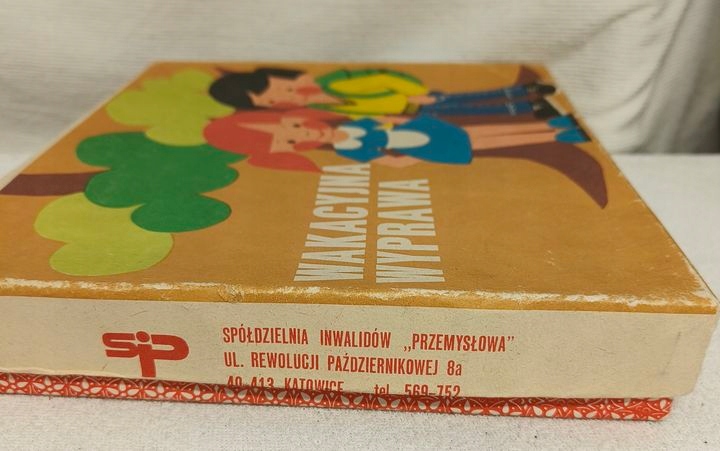 WAKACYJNA
WYPRAWA
sip
SPÓŁDZIELNIA INWALIDÓW „PRZEMYSŁOWA"
UL. REWOLUCJI PAŹDZIERNIKOWEJ 8a
40-413 KATOWICE tel. 569-752